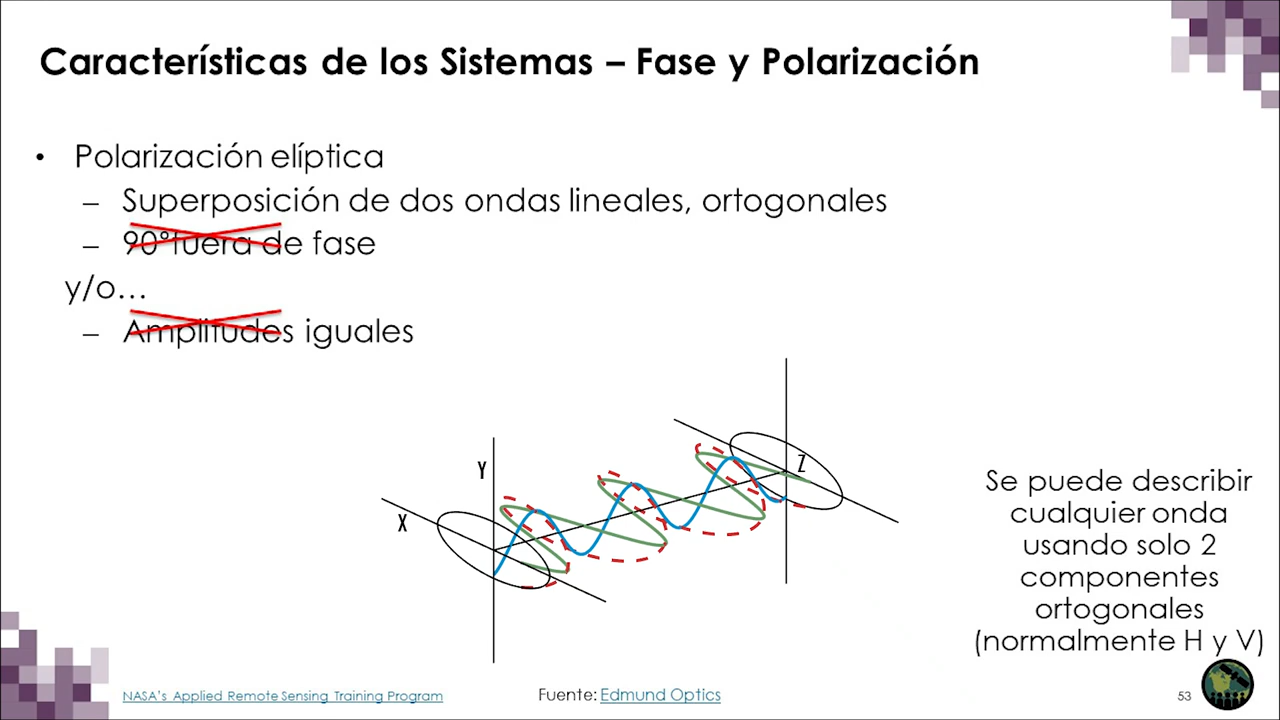 Características de los Sistemas – Fase y Polarización
• Polarización elíptica
– Superposición de dos ondas lineales, ortogonales
– 90°fuera de fase
y/o…
– Amplitudes iguales
Y
X
Z
Se puede describir
cualquier onda
usando solo 2
componentes
ortogonales
(normalmente H y V)
NASA's Applied Remote Sensing Training Program
Fuente: Edmund Optics
53